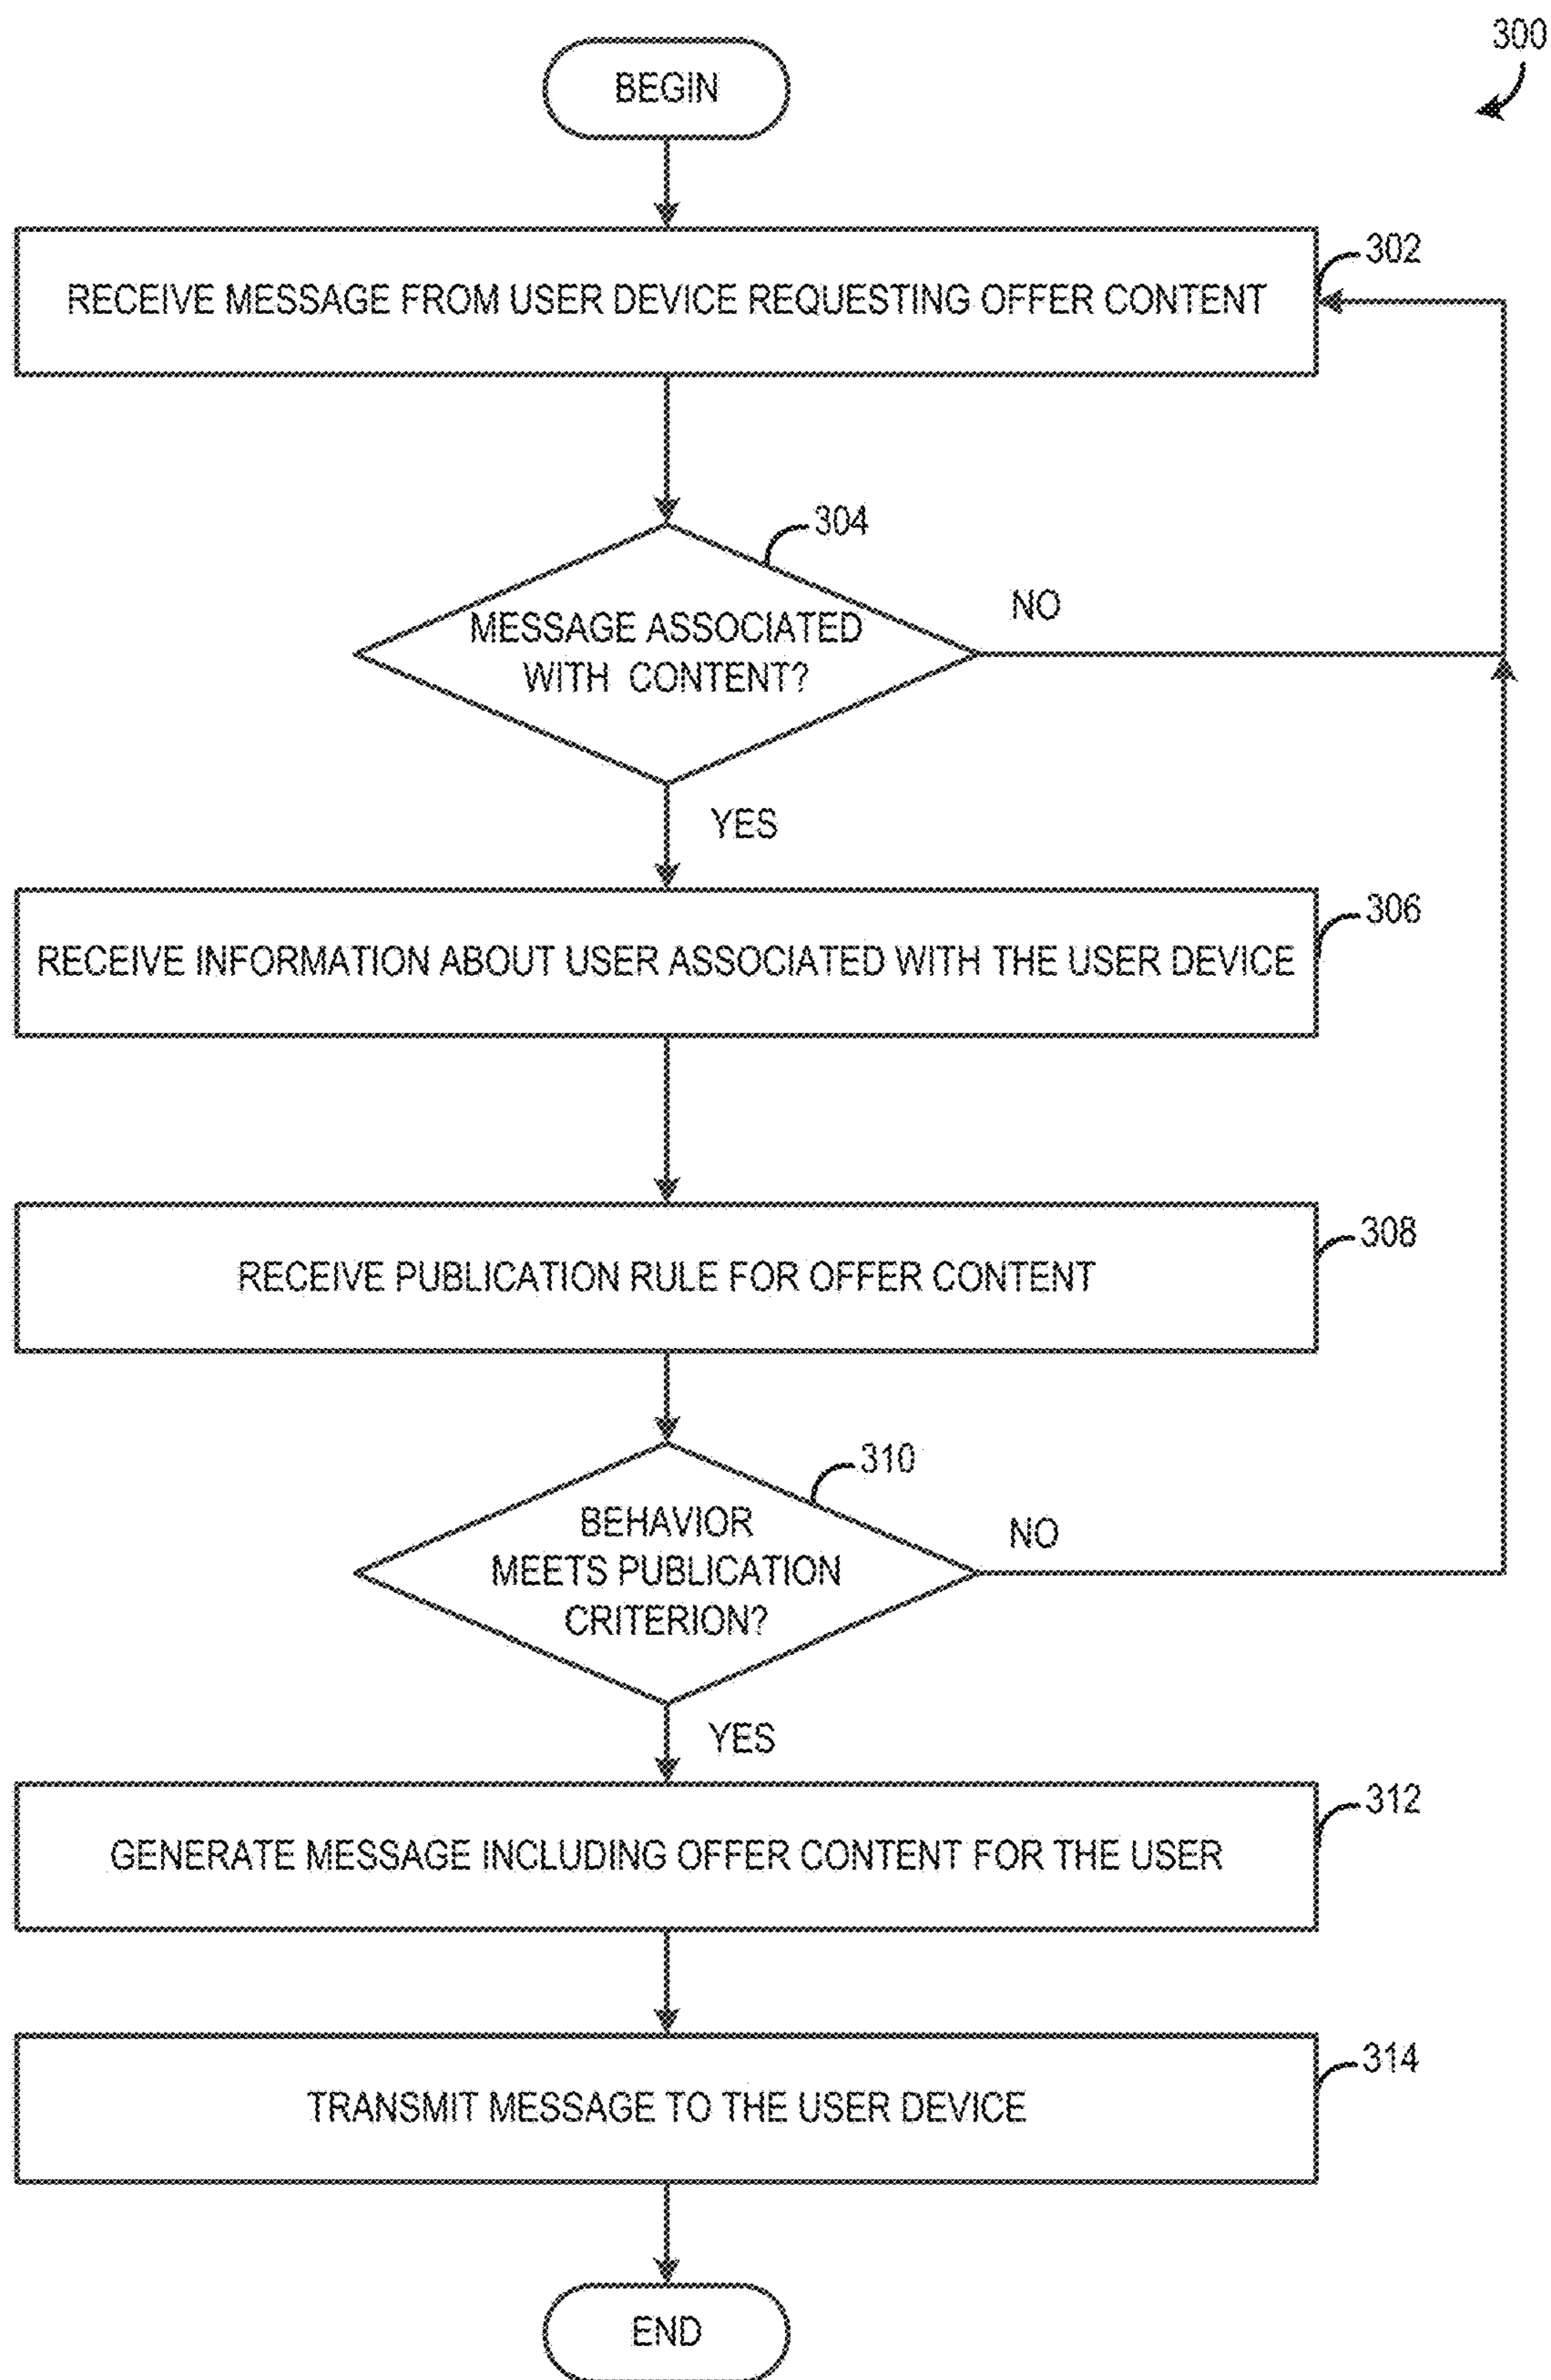 300
BEGIN
302
RECEIVE MESSAGE FROM USER DEVICE REQUESTING OFFER CONTENT
304
MESSAGE ASSOCIATED
WITH CONTENT?
NO
YES
306
RECEIVE INFORMATION ABOUT USER ASSOCIATED WITH THE USER DEVICE
308
RECEIVE PUBLICATION RULE FOR OFFER CONTENT
310
BEHAVIOR
MEETS PUBLICATION
CRITERION?
NO
YES
312
GENERATE MESSAGE INCLUDING OFFER CONTENT FOR THE USER
314
TRANSMIT MESSAGE TO THE USER DEVICE
END